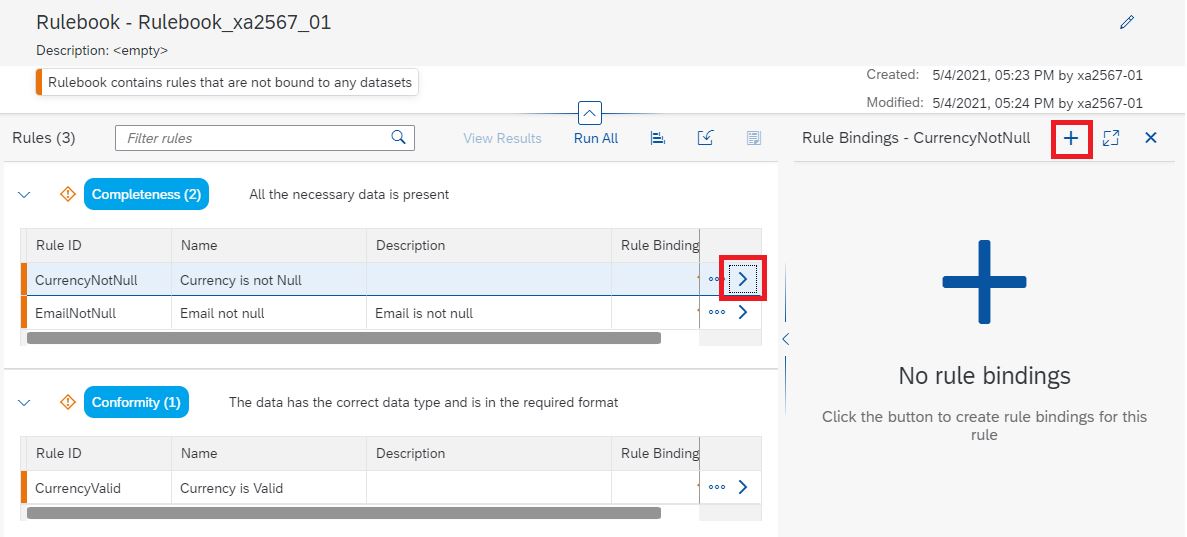 Rulebook - Rulebook_xa2567_01
Description: <empty>
Rulebook contains rules that are not bound to any datasets
Created: 5/4/2021, 05:23 PM by xa2567-01
Modified: 5/4/2021, 05:24 PM by xa2567-01
Rules (3) Filter rules View Results Run All
Completeness (2) All the necessary data is present
Rule ID Name Description Rule Binding
CurrencyNotNull Currency is not Null
EmailNotNull Email not null Email is not null
Conformity (1) The data has the correct data type and is in the required format
Rule ID Name Description Rule Binding
CurrencyValid Currency is Valid
Rule Bindings - CurrencyNotNull
No rule bindings
Click the button to create rule bindings for this
rule